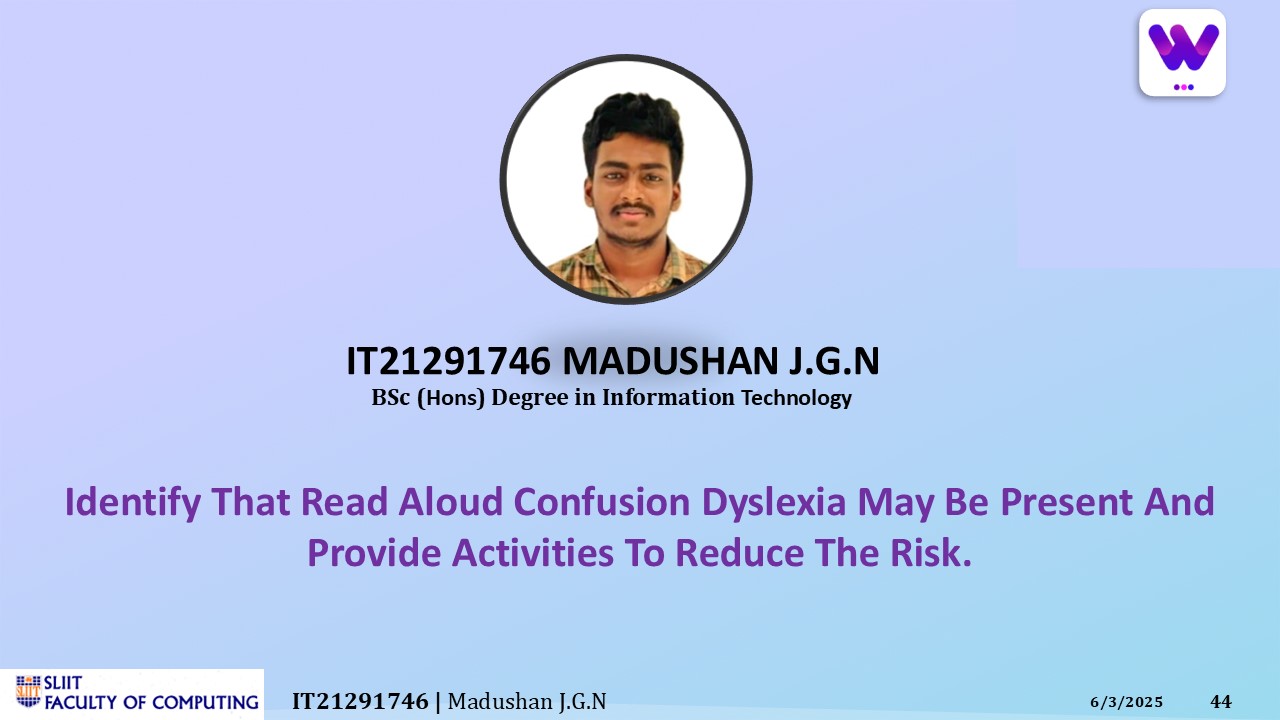 W
IT21291746 MADUSHAN J.G.N
BSc (Hons) Degree in Information Technology
Identify That Read Aloud Confusion Dyslexia May Be Present And
Provide Activities To Reduce The Risk.
SLIIT
SLIIT
FACULTY OF COMPUTING
IT21291746 | Madushan J.G.N
6/3/2025
44